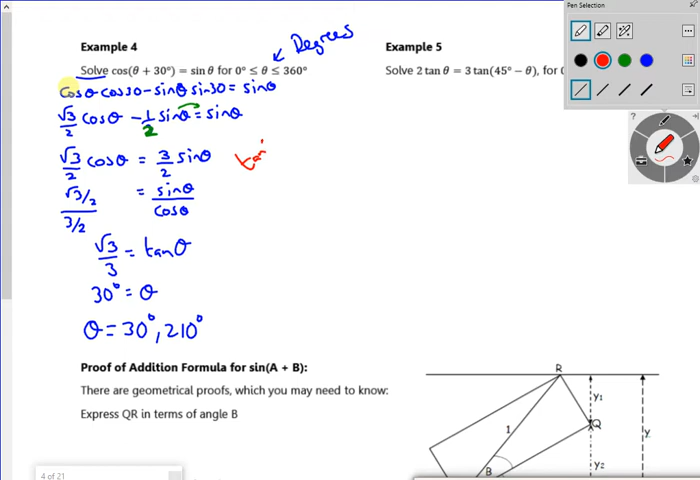 Pen Selection
Degrees
Example 4
Solve cos(θ + 30°) = sin θ for 0° ≤ θ ≤ 360°
cosθ cos30 - sinθ sin30 = sinθ
√3/2 cosθ - 1/2 sinθ = sinθ
√3/2 cosθ = 3/2 sinθ
tan
√3/2 / 3/2 = sinθ/cosθ
√3/3 = tanθ
30° = θ
θ = 30°, 210°
Example 5
Solve 2 tan θ = 3 tan(45° − θ), for
?
Proof of Addition Formula for sin(A + B):
There are geometrical proofs, which you may need to know:
Express QR in terms of angle B
R
y1
1
Q
y
B
y2
4 of 21